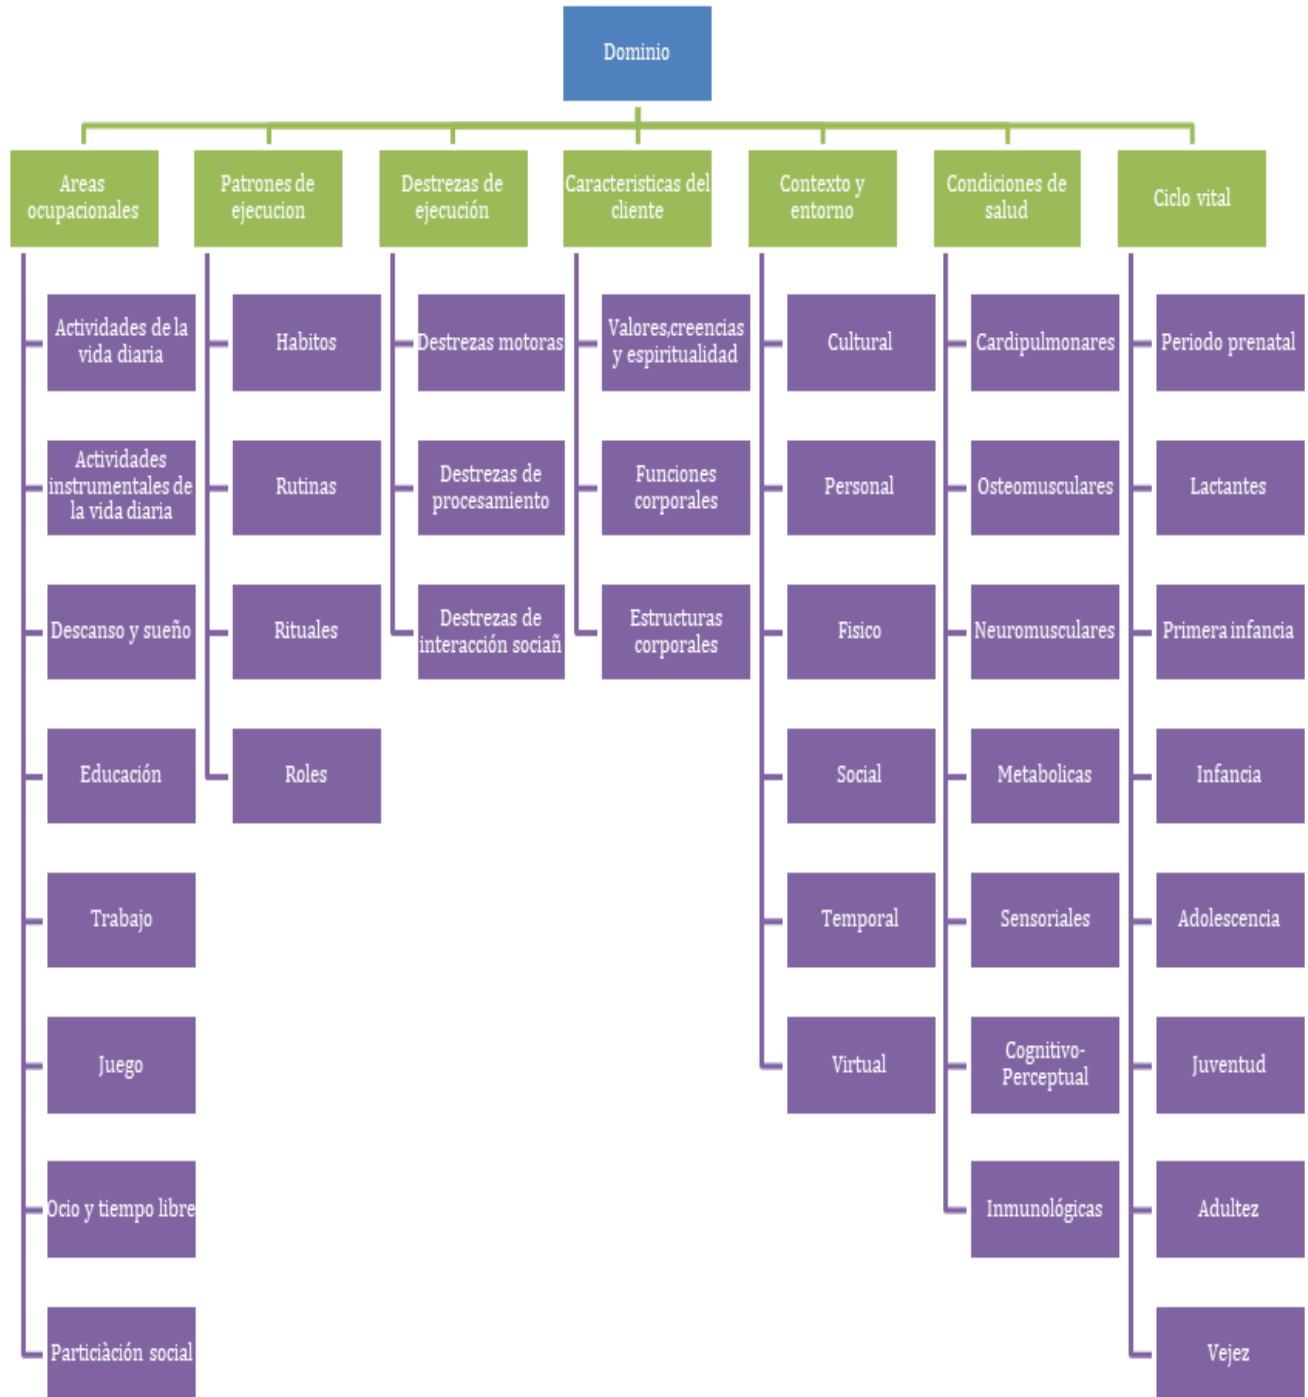 Dominio
Areas
ocupacionales
Actividades de la
vida diaria
Actividades
instrumentales de
la vida diaria
Descanso y sueño
Educación
Trabajo
Juego
Ocio y tiempo libre
Particiàción social
Patrones de
ejecucion
Habitos
Rutinas
Rituales
Roles
Destrezas de
ejecución
Destrezas motoras
Destrezas de
procesamiento
Destrezas de
interacción sociañ
Caracteristicas del
cliente
Valores,creencias
y espiritualidad
Funciones
corporales
Estructuras
corporales
Contexto y
entorno
Cultural
Personal
Fisico
Social
Temporal
Virtual
Condiciones de
salud
Cardipulmonares
Osteomusculares
Neuromusculares
Metabolicas
Sensoriales
Cognitivo-
Perceptual
Inmunológicas
Ciclo vital
Periodo prenatal
Lactantes
Primera infancia
Infancia
Adolescencia
Juventud
Adultez
Vejez